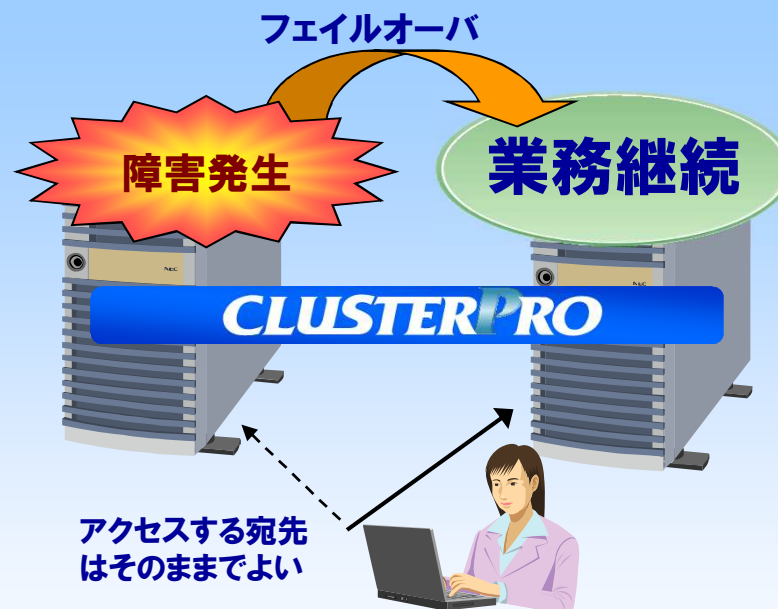 フェイルオーバ
障害発生
業務継続
NEC
NEC
CLUSTERPRO
アクセスする宛先
はそのままでよい